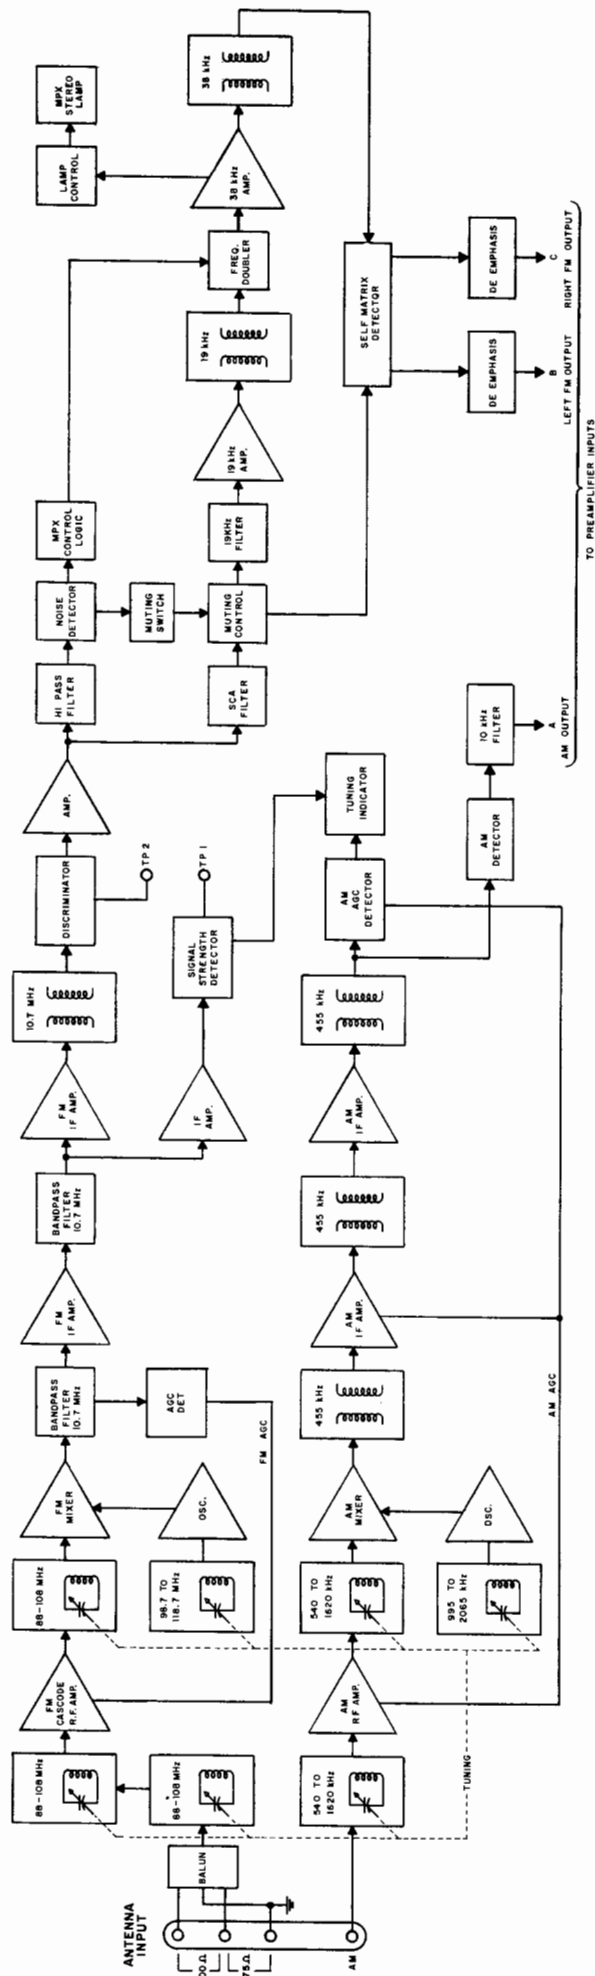 ANTENNA
INPUT
75Ω
AM
BALUN
88-108 MHz
88-108 MHz
FM
CASCODE
R.F. AMP.
88-108 MHz
98.7 TO
118.7 MHz
FM
MIXER
OSC.
BANDPASS
FILTER
10.7 MHz
AGC
DET
FM AGC
FM
IF AMP.
BANDPASS
FILTER
10.7 MHz
FM
IF AMP.
IF
AMP.
10.7 MHz
DISCRIMINATOR
TP 2
SIGNAL
STRENGTH
DETECTOR
TP 1
AMP.
HI PASS
FILTER
SCA
FILTER
NOISE
DETECTOR
MUTING
SWITCH
MUTING
CONTROL
MPX
CONTROL
LOGIC
19KHz
FILTER
19 kHz
AMP.
19 kHz
FREQ.
DOUBLER
38 kHz
AMP.
38 kHz
LAMP
CONTROL
MPX
STEREO
LAMP
SELF MATRIX
DETECTOR
DE EMPHASIS
DE EMPHASIS
B
LEFT FM OUTPUT
C
RIGHT FM OUTPUT
540 TO
1620 kHz
AM
R F AMP.
540 TO
1620 kHz
995 TO
2065 kHz
TUNING
AM
MIXER
OSC.
455 kHz
AM
IF AMP.
455 kHz
AM
IF AMP.
455 kHz
AM
AGC
DETECTOR
TUNING
INDICATOR
AM AGC
AM
DETECTOR
10 kHz
FILTER
A
AM OUTPUT
TO PREAMPLIFIER INPUTS